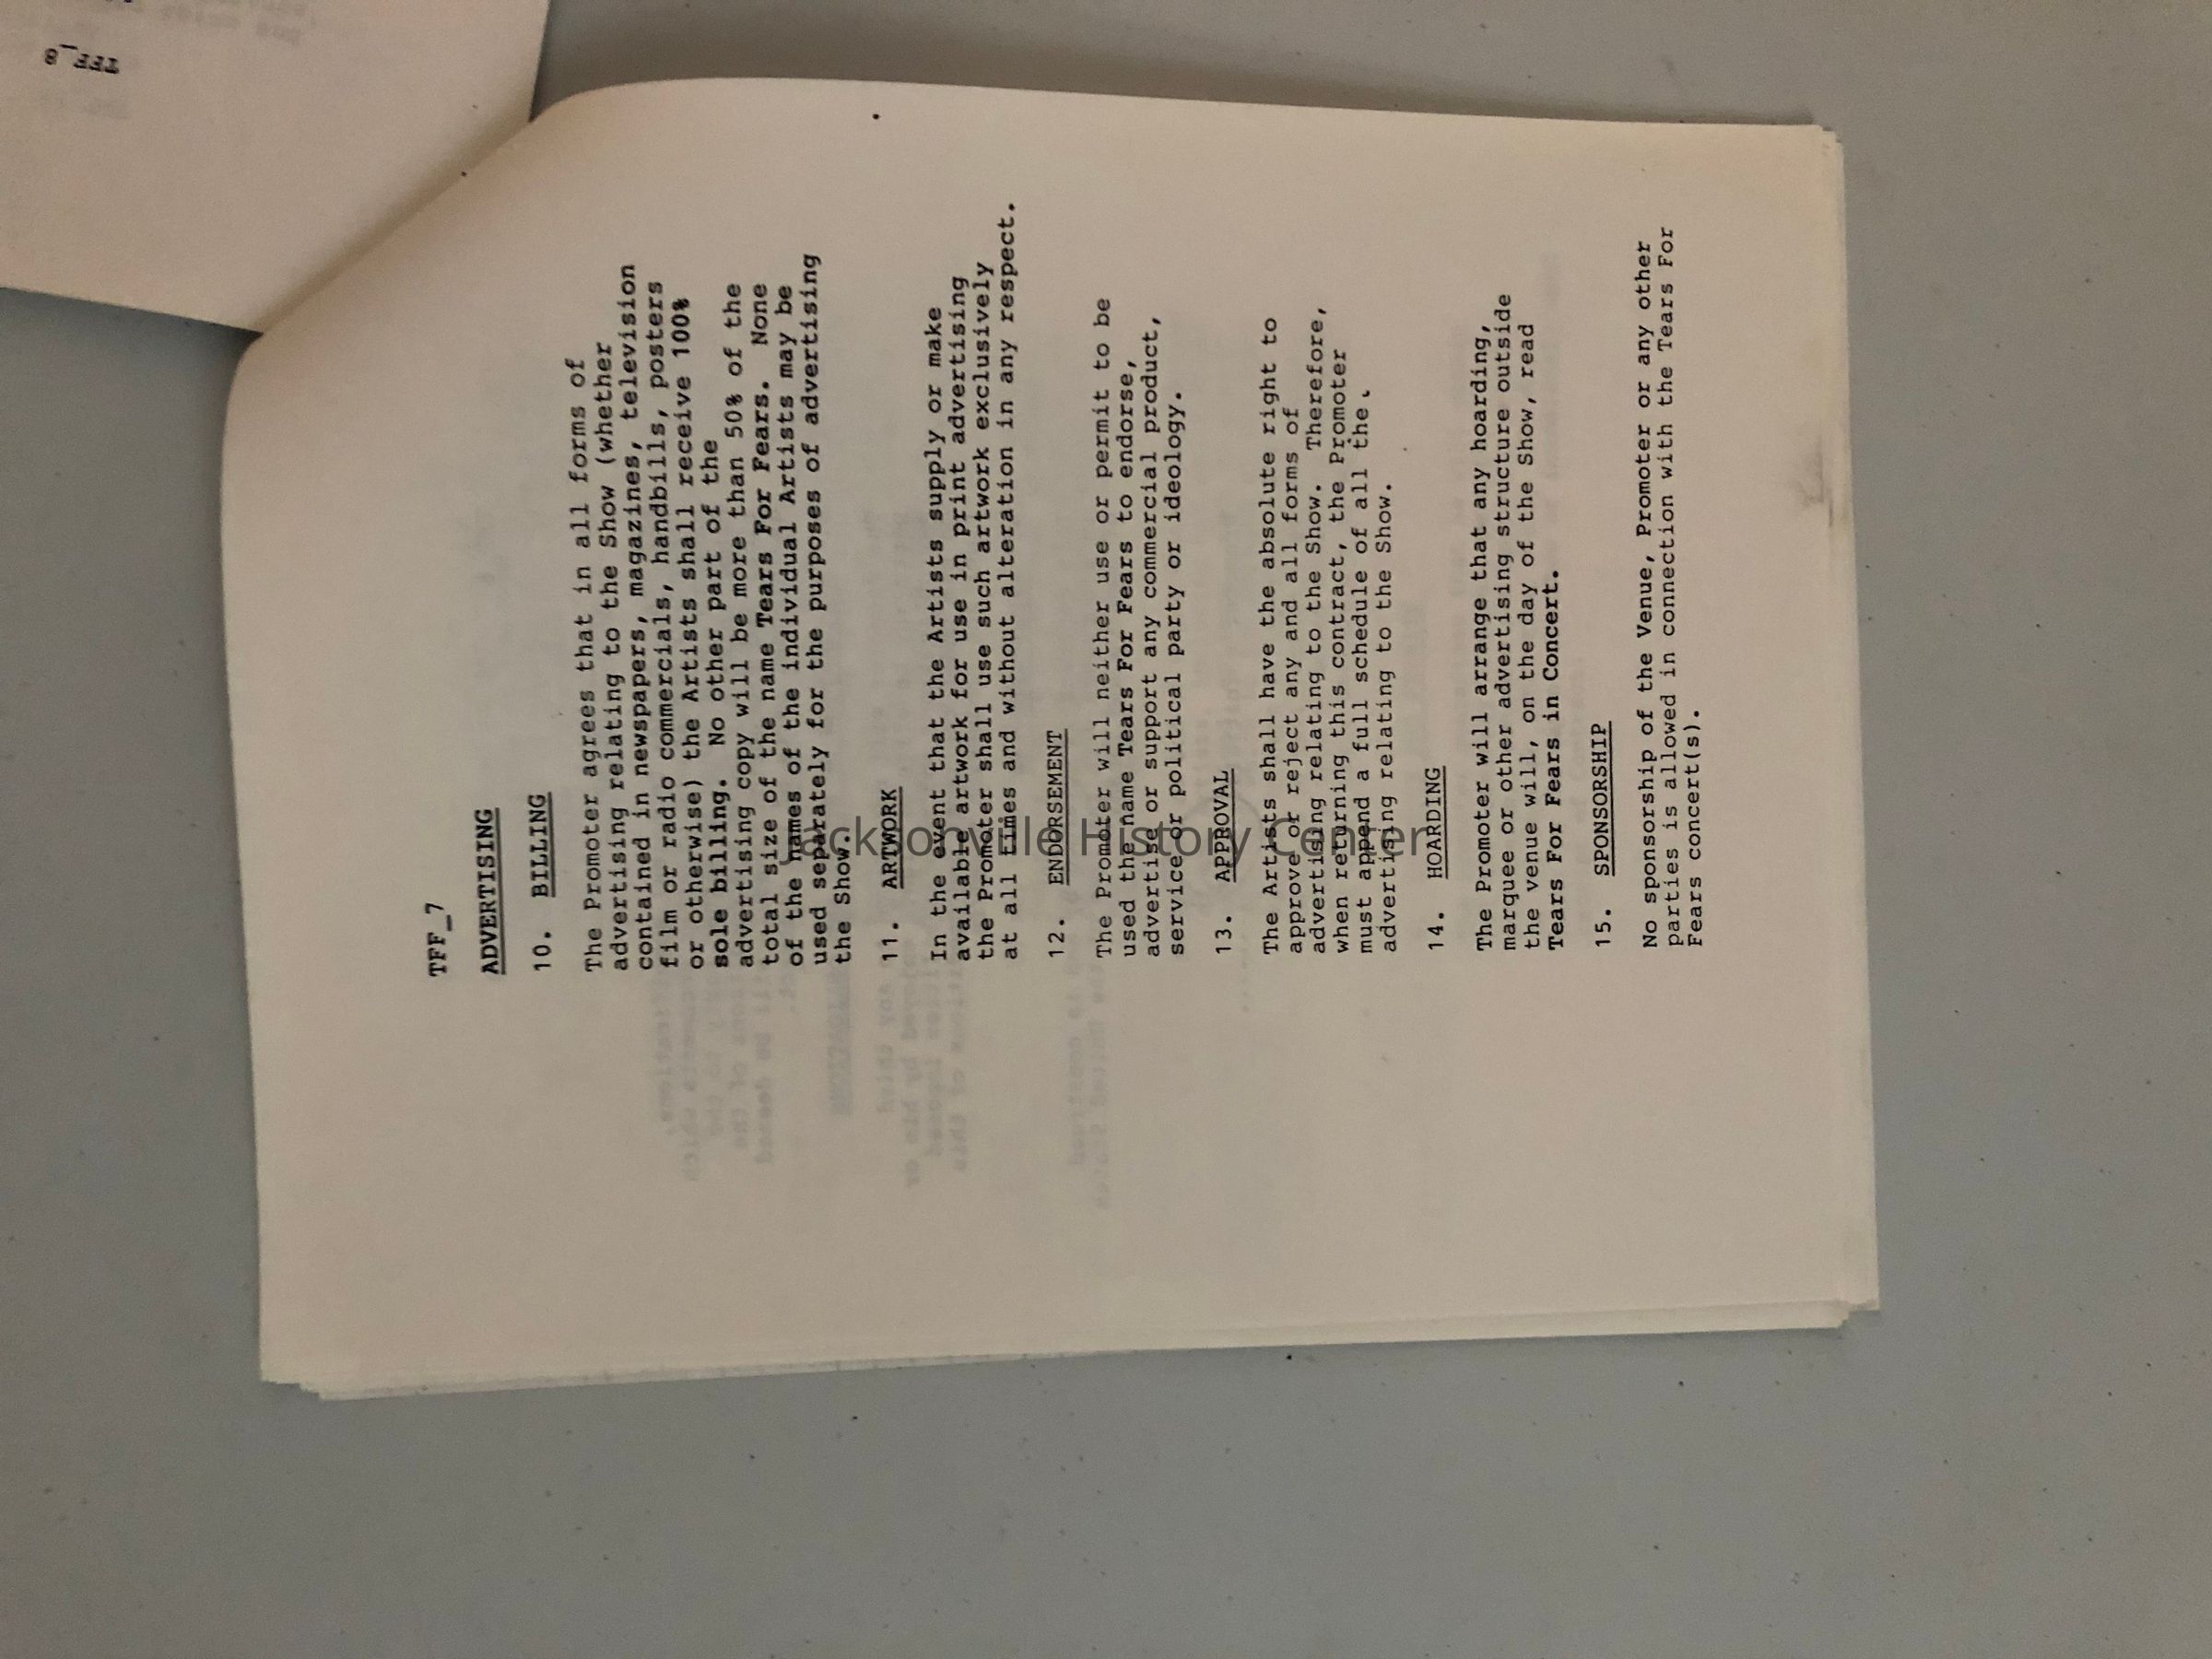 TFF_8
TFF_7
ADVERTISING
10. BILLING
The Promoter agrees that in all forms of
advertising relating to the Show (whether
contained in newspapers, magazines, television
film or radio commercials, handbills, posters
or otherwise) the Artists shall receive 100%
sole billing. No other part of the
advertising copy will be more than 50% of the
total size of the name Tears For Fears. None
of the names of the individual Artists may be
used separately for the purposes of advertising
the Show.
11. ARTWORK
In the event that the Artists supply or make
available artwork for use in print advertising
the Promoter shall use such artwork exclusively
at all times and without alteration in any respect.
12. ENDORSEMENT
The Promoter will neither use or permit to be
used the name Tears For Fears to endorse,
advertise or support any commercial product,
service or political party or ideology.
13. APPROVAL
The Artists shall have the absolute right to
approve or reject any and all forms of
advertising relating to the Show. Therefore,
when returning this contract, the Promoter
must append a full schedule of all the
advertising relating to the Show.
14. HOARDING
The Promoter will arrange that any hoarding,
marquee or other advertising structure outside
the venue will, on the day of the Show, read
Tears For Fears in Concert.
15. SPONSORSHIP
No sponsorship of the Venue, Promoter or any other
parties is allowed in connection with the Tears For
Fears concert(s).
Jacksonville History Center